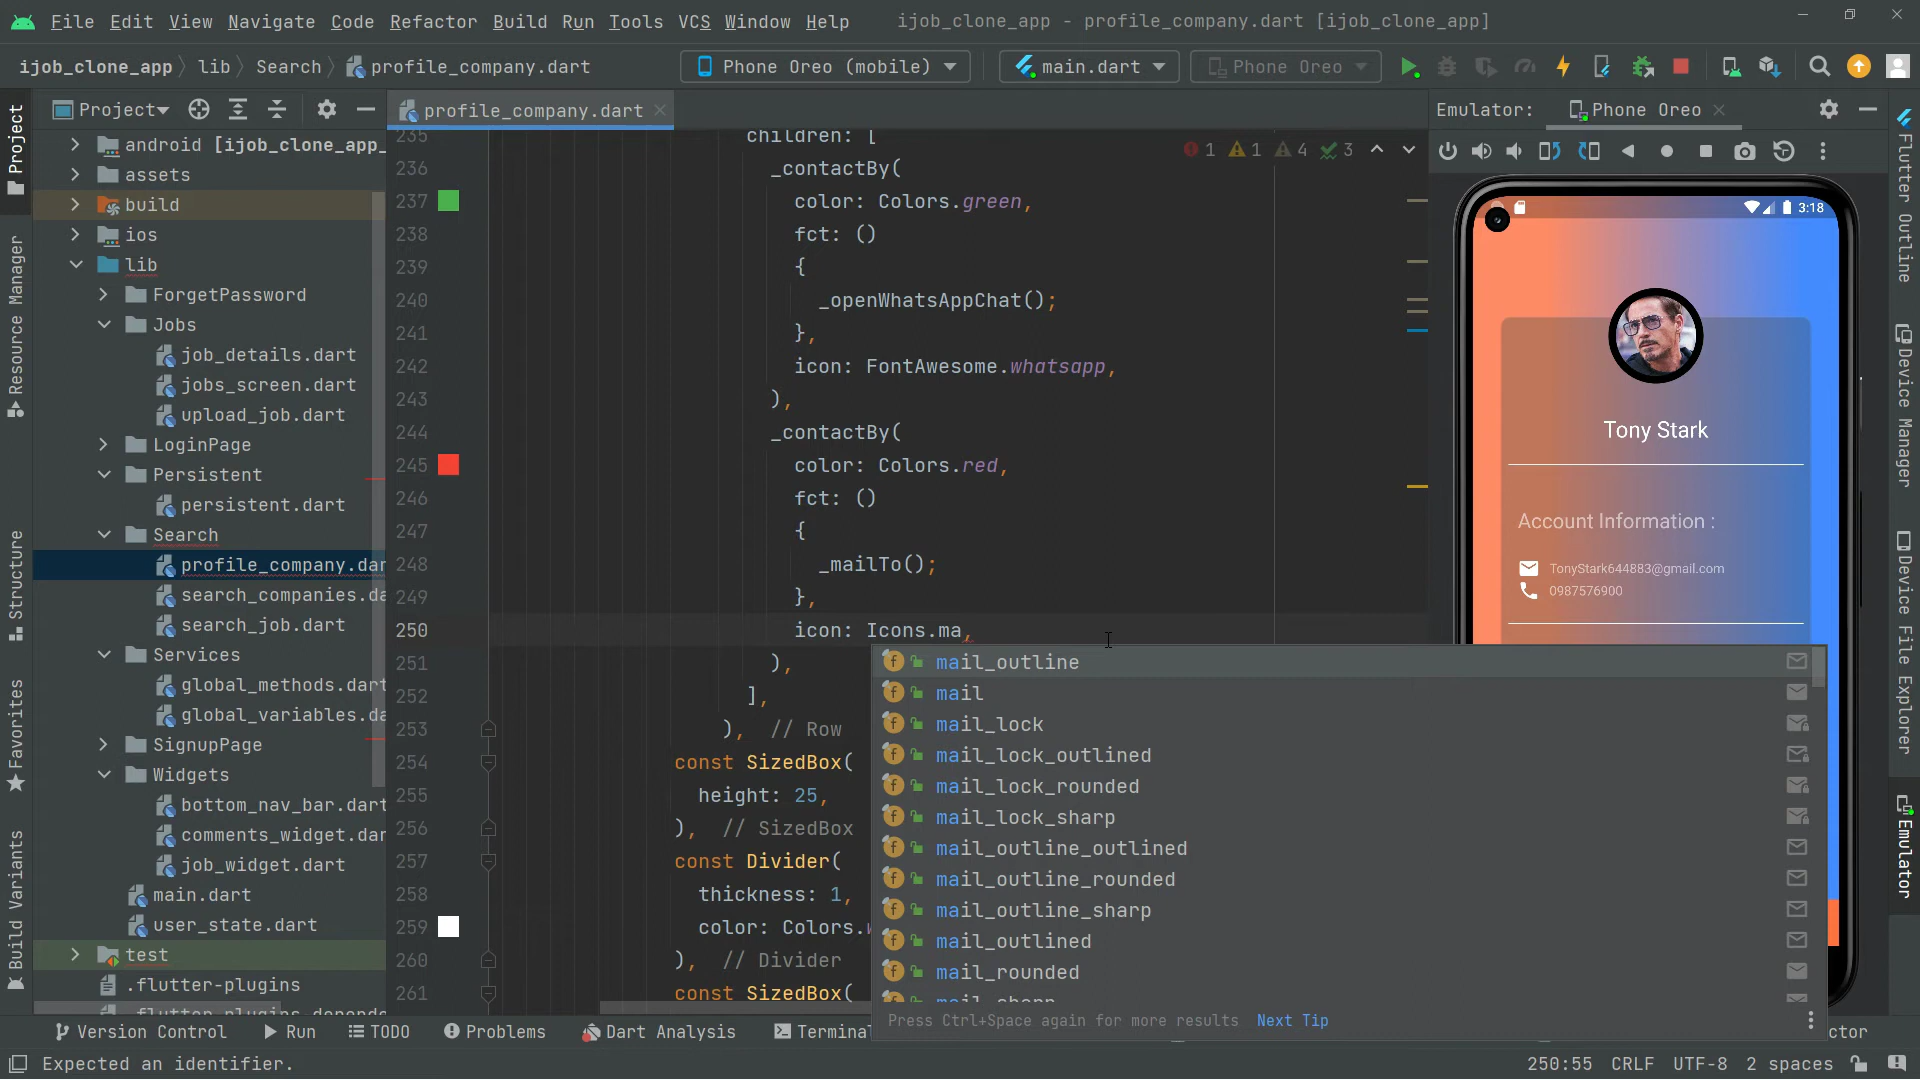 File Edit View Navigate Code Refactor Build Run Tools VCS Window Help ijob_clone_app - profile_company.dart [ijob_clone_app]
ijob_clone_app lib Search profile_company.dart Phone Oreo (mobile) main.dart Phone Oreo
Project profile_company.dart Emulator: Phone Oreo
Project
Resource Manager
Structure
Favorites
Build Variants
android [ijob_clone_app_
assets
build
ios
lib
ForgetPassword
Jobs
job_details.dart
jobs_screen.dart
upload_job.dart
LoginPage
Persistent
persistent.dart
Search
profile_company.dar
search_companies.da
search_job.dart
Services
global_methods.dart
global_variables.da
SignupPage
Widgets
bottom_nav_bar.dart
comments_widget.dar
job_widget.dart
main.dart
user_state.dart
test
.flutter-plugins
.flutter-plugins-depende
1 1 4 3
235 children: [
236 _contactBy(
237 color: Colors.green,
238 fct: ()
239 {
240 _openWhatsAppChat();
241 },
242 icon: FontAwesome.whatsapp,
243 ),
244 _contactBy(
245 color: Colors.red,
246 fct: ()
247 {
248 _mailTo();
249 },
250 icon: Icons.ma,
251 ),
252 ],
253 ), // Row
254 const SizedBox(
255 height: 25,
256 ), // SizedBox
257 const Divider(
258 thickness: 1,
259 color: Colors.
260 ), // Divider
261 const SizedBox(
mail_outline
mail
mail_lock
mail_lock_outlined
mail_lock_rounded
mail_lock_sharp
mail_outline_outlined
mail_outline_rounded
mail_outline_sharp
mail_outlined
mail_rounded
mail_sharp
Press Ctrl+Space again for more results Next Tip
3:18
Tony Stark
Account Information :
TonyStark644883@gmail.com
0987576900
Flutter Outline
Device Manager
Device File Explorer
Emulator
Version Control Run TODO Problems Dart Analysis Termina ctor
Expected an identifier. 250:55 CRLF UTF-8 2 spaces